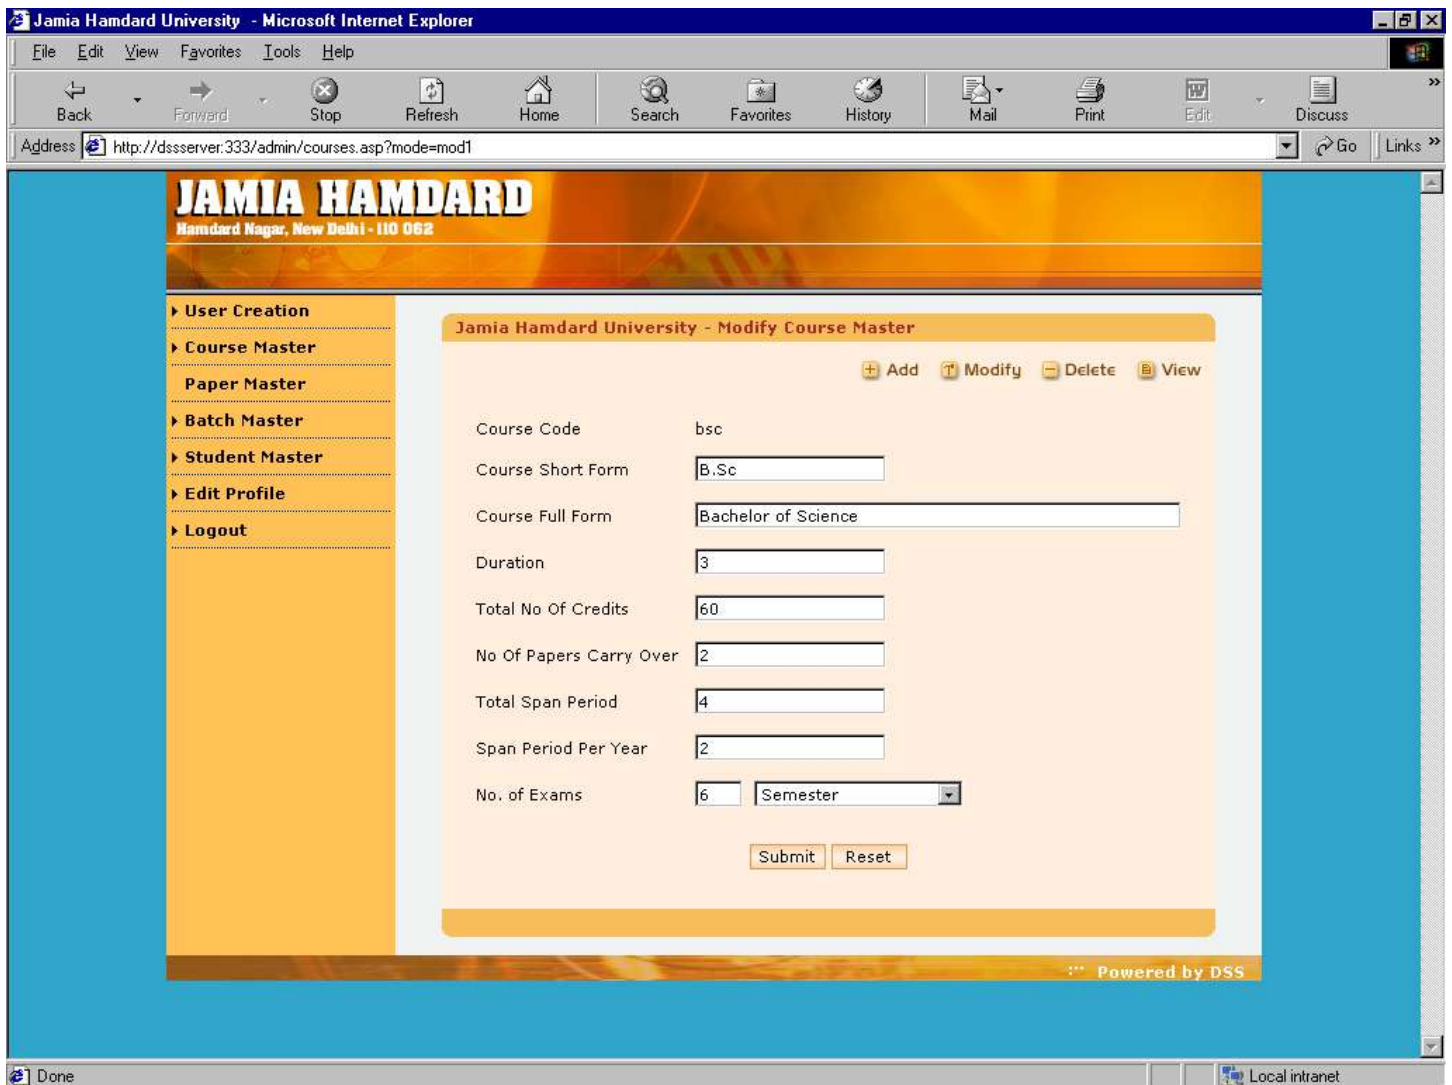 Jamia Hamdard University - Microsoft Internet Explorer
File Edit View Favorites Tools Help
Back Forward Stop Refresh Home Search Favorites History Mail Print Edit Discuss »
Address http://dssserver:333/admin/courses.asp?mode=mod1 Go Links »
JAMIA HAMDARD
Hamdard Nagar, New Delhi - 110 062
User Creation
Course Master
Paper Master
Batch Master
Student Master
Edit Profile
Logout
Jamia Hamdard University - Modify Course Master
Add Modify Delete View
Course Code bsc
Course Short Form B.Sc
Course Full Form Bachelor of Science
Duration 3
Total No Of Credits 60
No Of Papers Carry Over 2
Total Span Period 4
Span Period Per Year 2
No. of Exams 6 Semester
Submit Reset
Powered by DSS
Done Local intranet